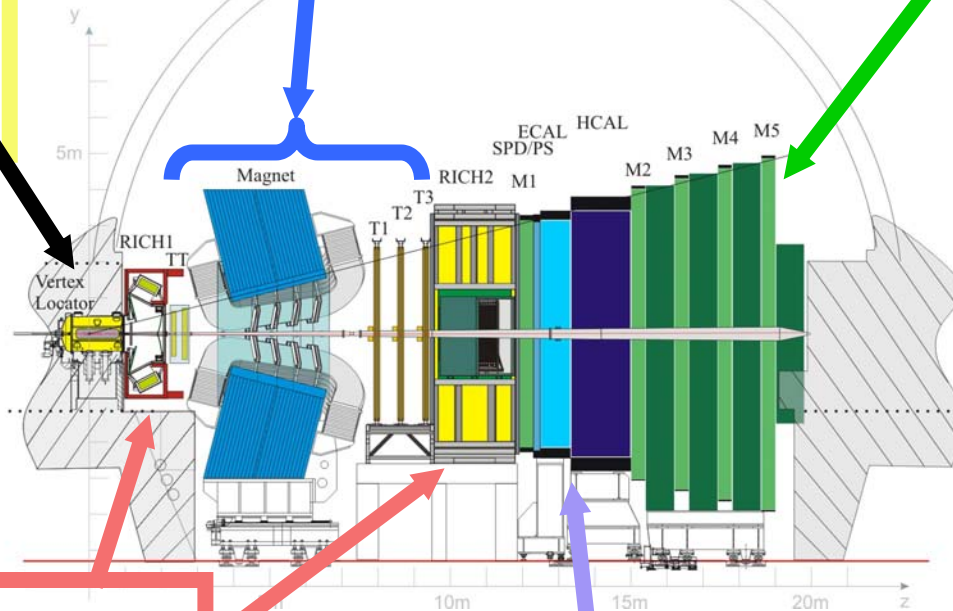 y
5m
Magnet
RICH1
TT
Vertex
Locator
T1
T2
T3
RICH2
SPD/PS
ECAL
HCAL
M1
M2
M3
M4
M5
10m
15m
20m
z